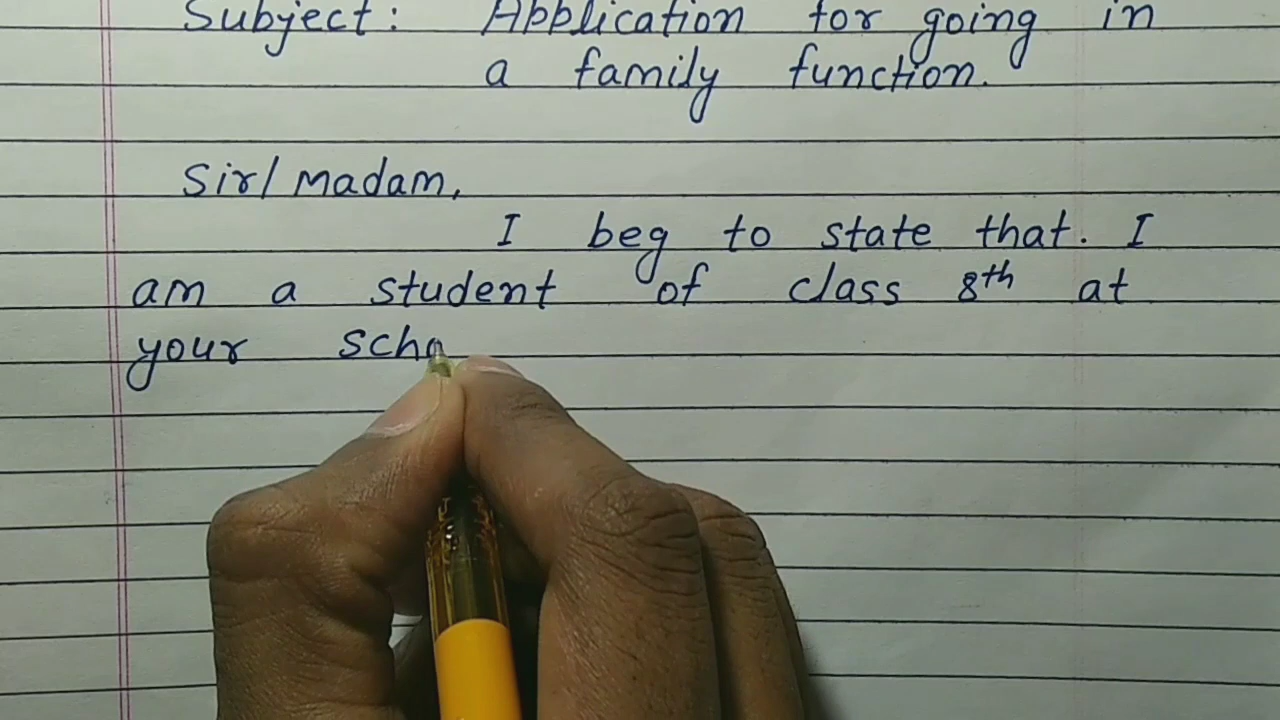 Subject: Application for going in
a family function.
Sir/Madam,
I beg to state that. I
am a student of class 8th at
your scho